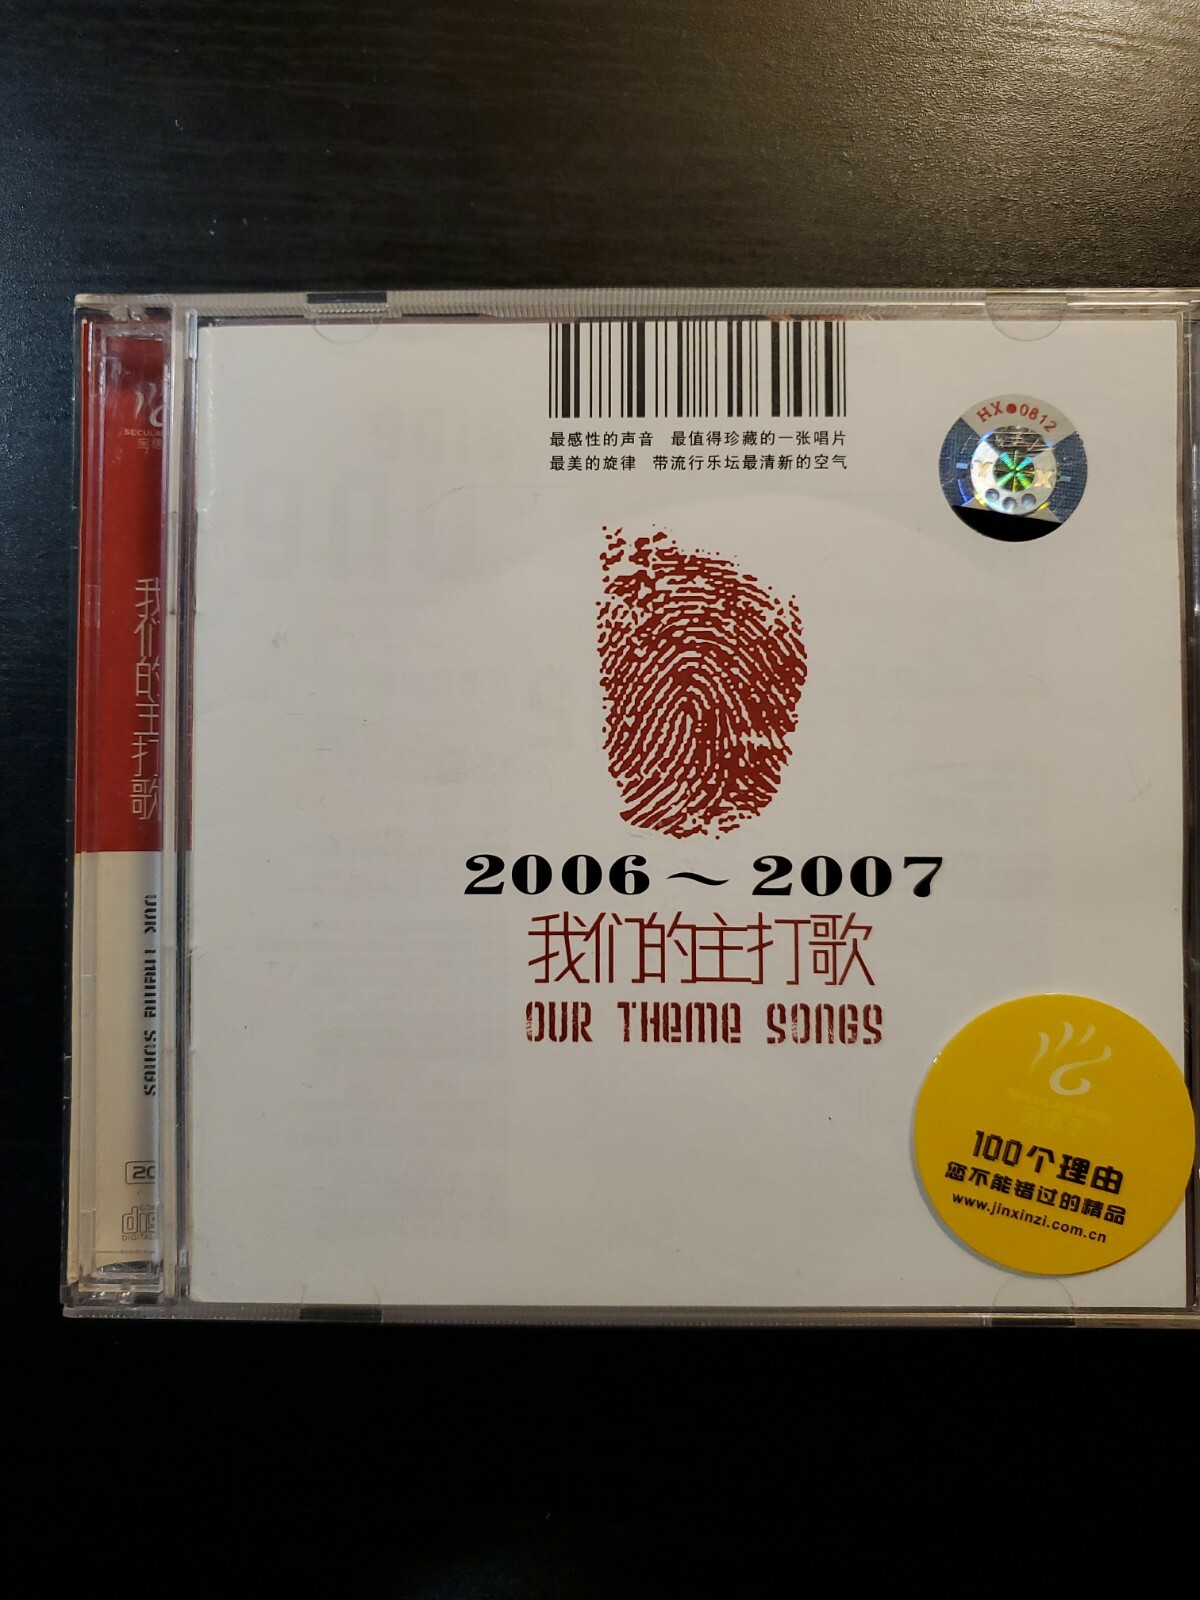 最感性的声音 最值得珍藏的一张唱片
最美的旋律 带流行乐坛最清新的空气
HX●0812
2006～2007
我们的主打歌
OUR THeme SONGS
100个理由
您不能错过的精品
www.jinxinzi.com.cn
我们的主打歌
OUR THeme SONGS